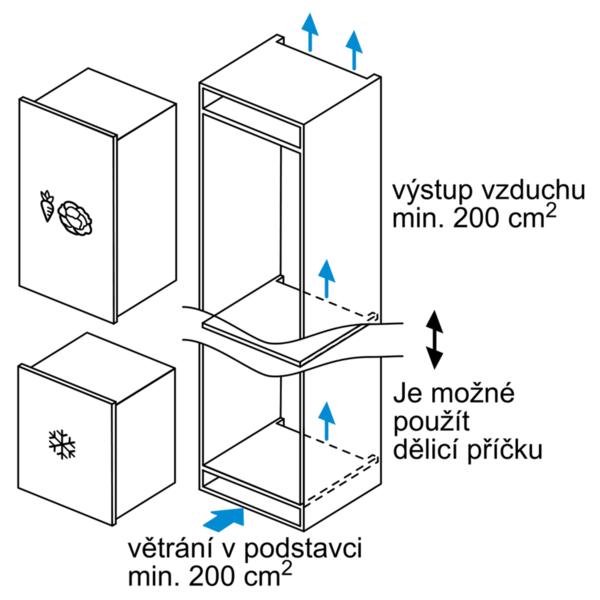 výstup vzduchu
min. 200 cm²
Je možné
použít
dělicí příčku
větrání v podstavci
min. 200 cm²